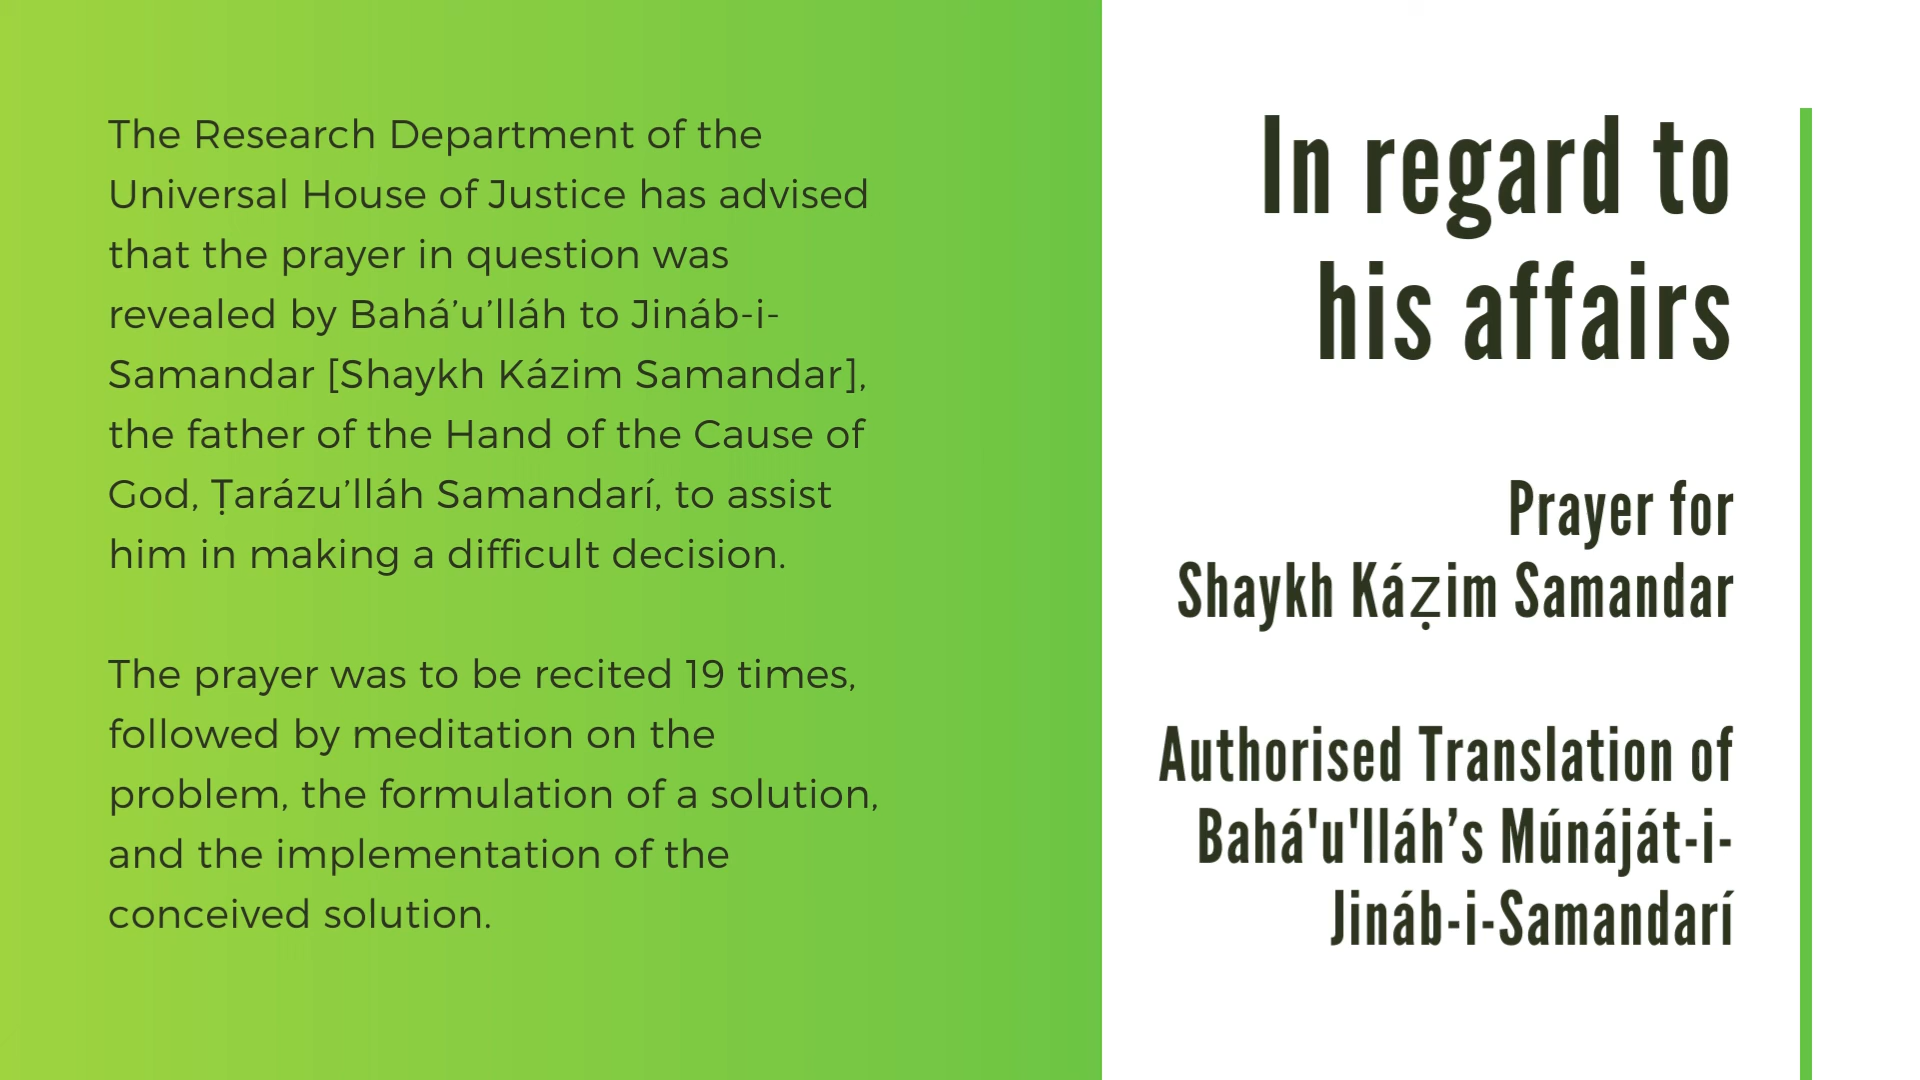 The Research Department of the
Universal House of Justice has advised
that the prayer in question was
revealed by Bahá’u’lláh to Jináb-i-
Samandar [Shaykh Kázim Samandar],
the father of the Hand of the Cause of
God, Ṭarázu’lláh Samandarí, to assist
him in making a difficult decision.
The prayer was to be recited 19 times,
followed by meditation on the
problem, the formulation of a solution,
and the implementation of the
conceived solution.
In regard to
his affairs
Prayer for
Shaykh Káẓim Samandar
Authorised Translation of
Bahá'u'lláh’s Múnáját-i-
Jináb-i-Samandarí